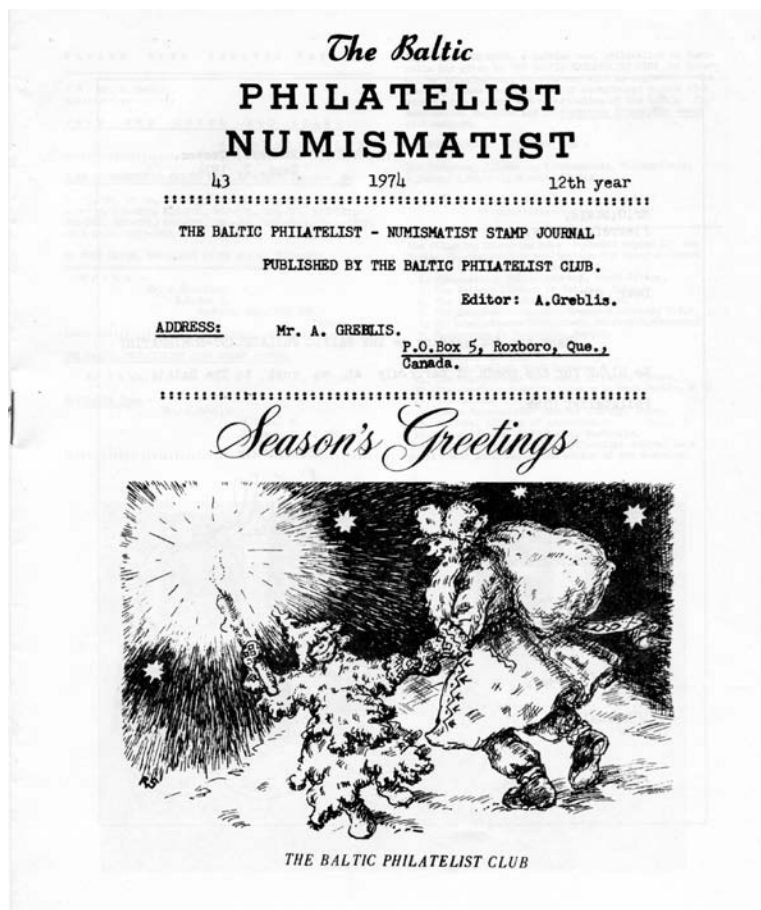 The Baltic
PHILATELIST
NUMISMATIST
43 1974 12th year
THE BALTIC PHILATELIST - NUMISMATIST STAMP JOURNAL
PUBLISHED BY THE BALTIC PHILATELIST CLUB.
Editor: A.Greblis.
ADDRESS: Mr. A. GREBLIS.
P.O.Box 5, Roxboro, Que.,
Canada.
Season's Greetings
THE BALTIC PHILATELIST CLUB